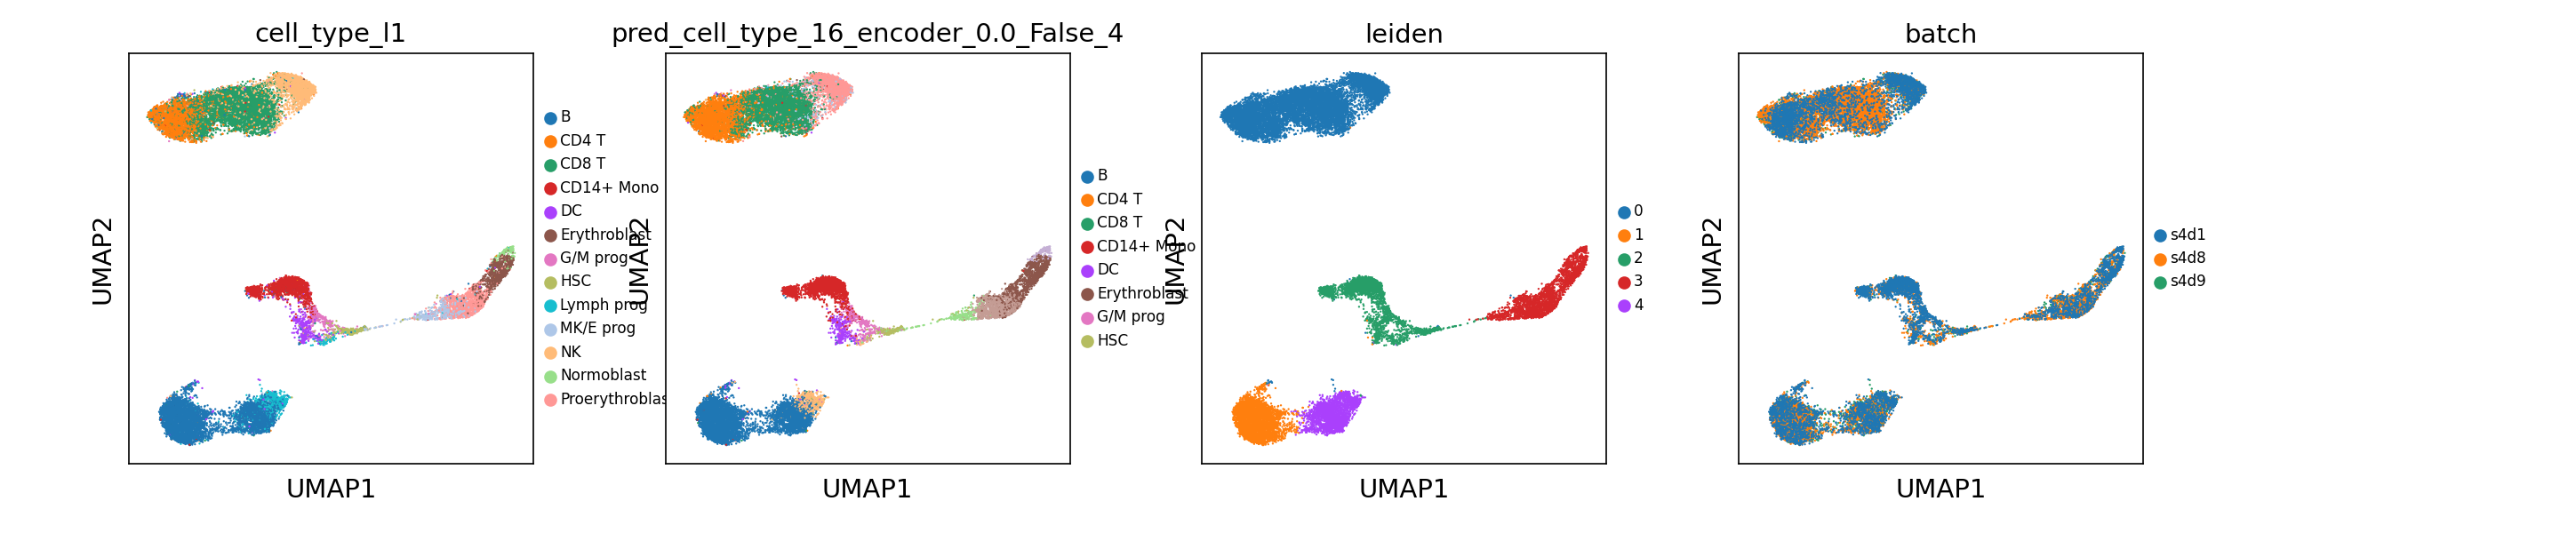 cell_type_l1
UMAP2
UMAP1
B
CD4 T
CD8 T
CD14+ Mono
DC
Erythroblast
G/M prog
HSC
Lymph prog
MK/E prog
NK
Normoblast
Proerythroblas
pred_cell_type_16_encoder_0.0_False_4
UMAP2
UMAP1
B
CD4 T
CD8 T
CD14+ Mono
DC
Erythroblast
G/M prog
HSC
leiden
UMAP2
UMAP1
0
1
2
3
4
batch
UMAP2
UMAP1
s4d1
s4d8
s4d9